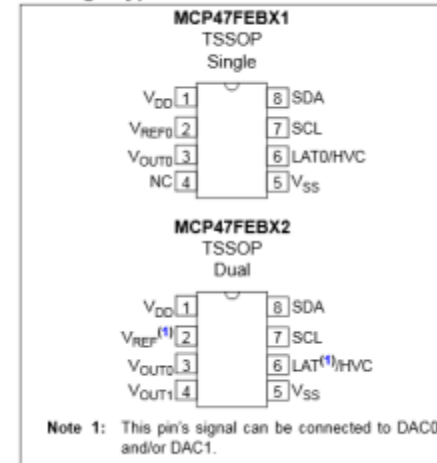 MCP47FEBX1
TSSOP
Single
VDD 1 8 SDA
VREF0 2 7 SCL
VOUT0 3 6 LAT0/HVC
NC 4 5 VSS
MCP47FEBX2
TSSOP
Dual
VDD 1 8 SDA
VREF(1) 2 7 SCL
VOUT0 3 6 LAT(1)/HVC
VOUT1 4 5 VSS
Note 1: This pin's signal can be connected to DAC0
and/or DAC1.